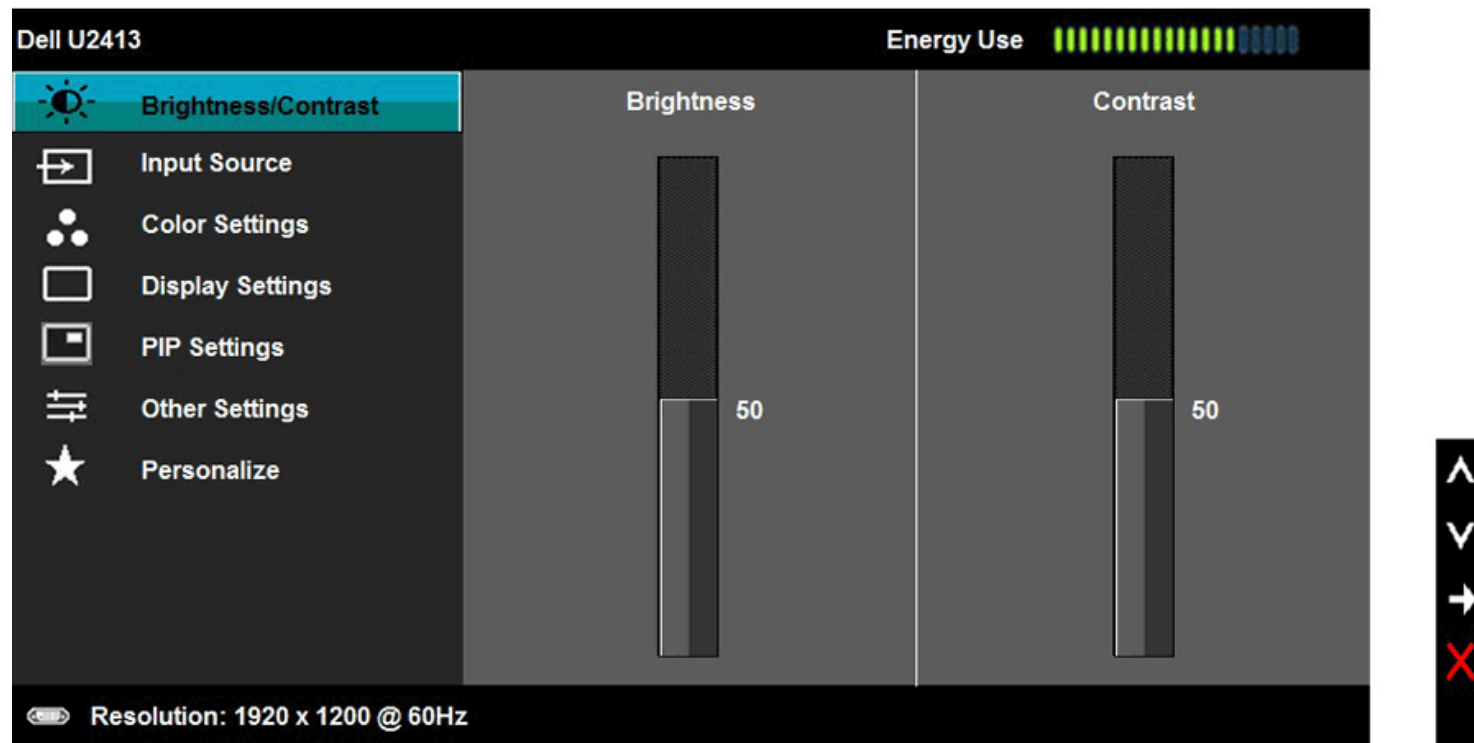 Dell U2413 Energy Use
Brightness/Contrast
Input Source
Color Settings
Display Settings
PIP Settings
Other Settings
Personalize
Brightness
50
Contrast
50
Resolution: 1920 x 1200 @ 60Hz